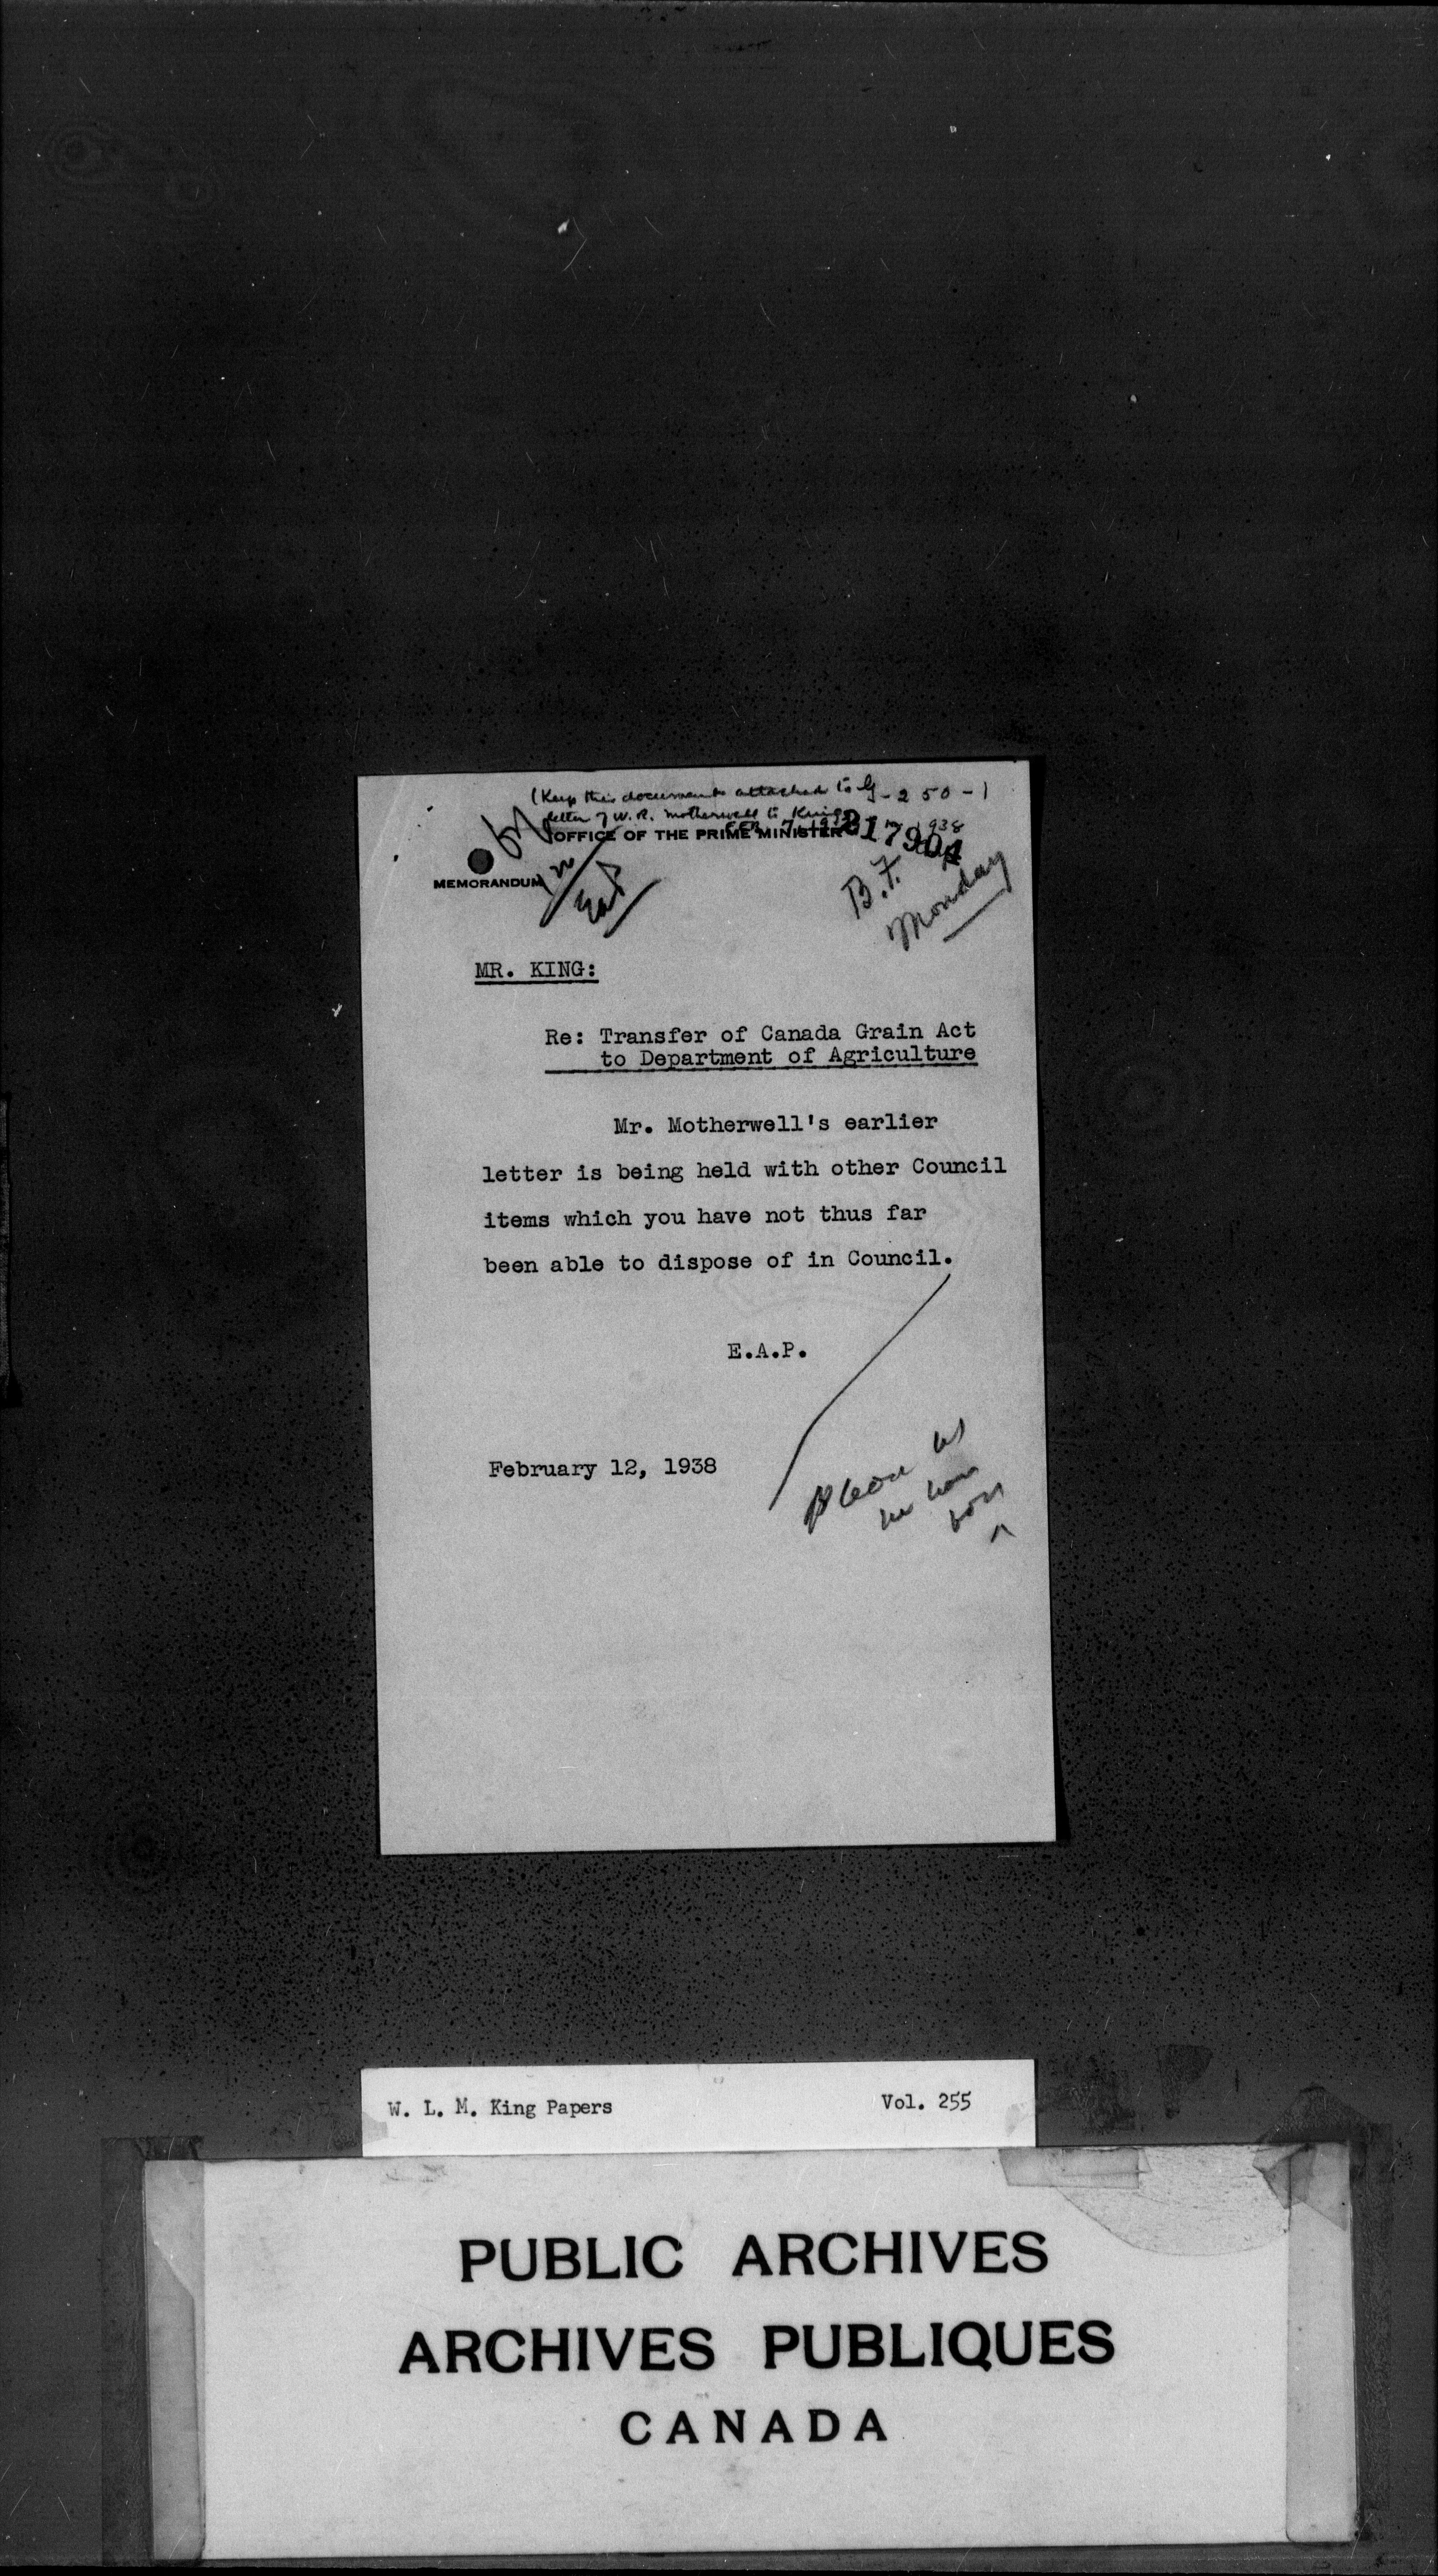 (Keep this document attached to G-250-1
letter of W.R. Motherwell to King
OFFICE OF THE PRIME MINISTER
217904
MEMORANDUM
B.F.
Monday
MR. KING:
Re: Transfer of Canada Grain Act
to Department of Agriculture
Mr. Motherwell's earlier
letter is being held with other Council
items which you have not thus far
been able to dispose of in Council.
E.A.P.
February 12, 1938
W. L. M. King Papers Vol. 255
PUBLIC ARCHIVES
ARCHIVES PUBLIQUES
CANADA